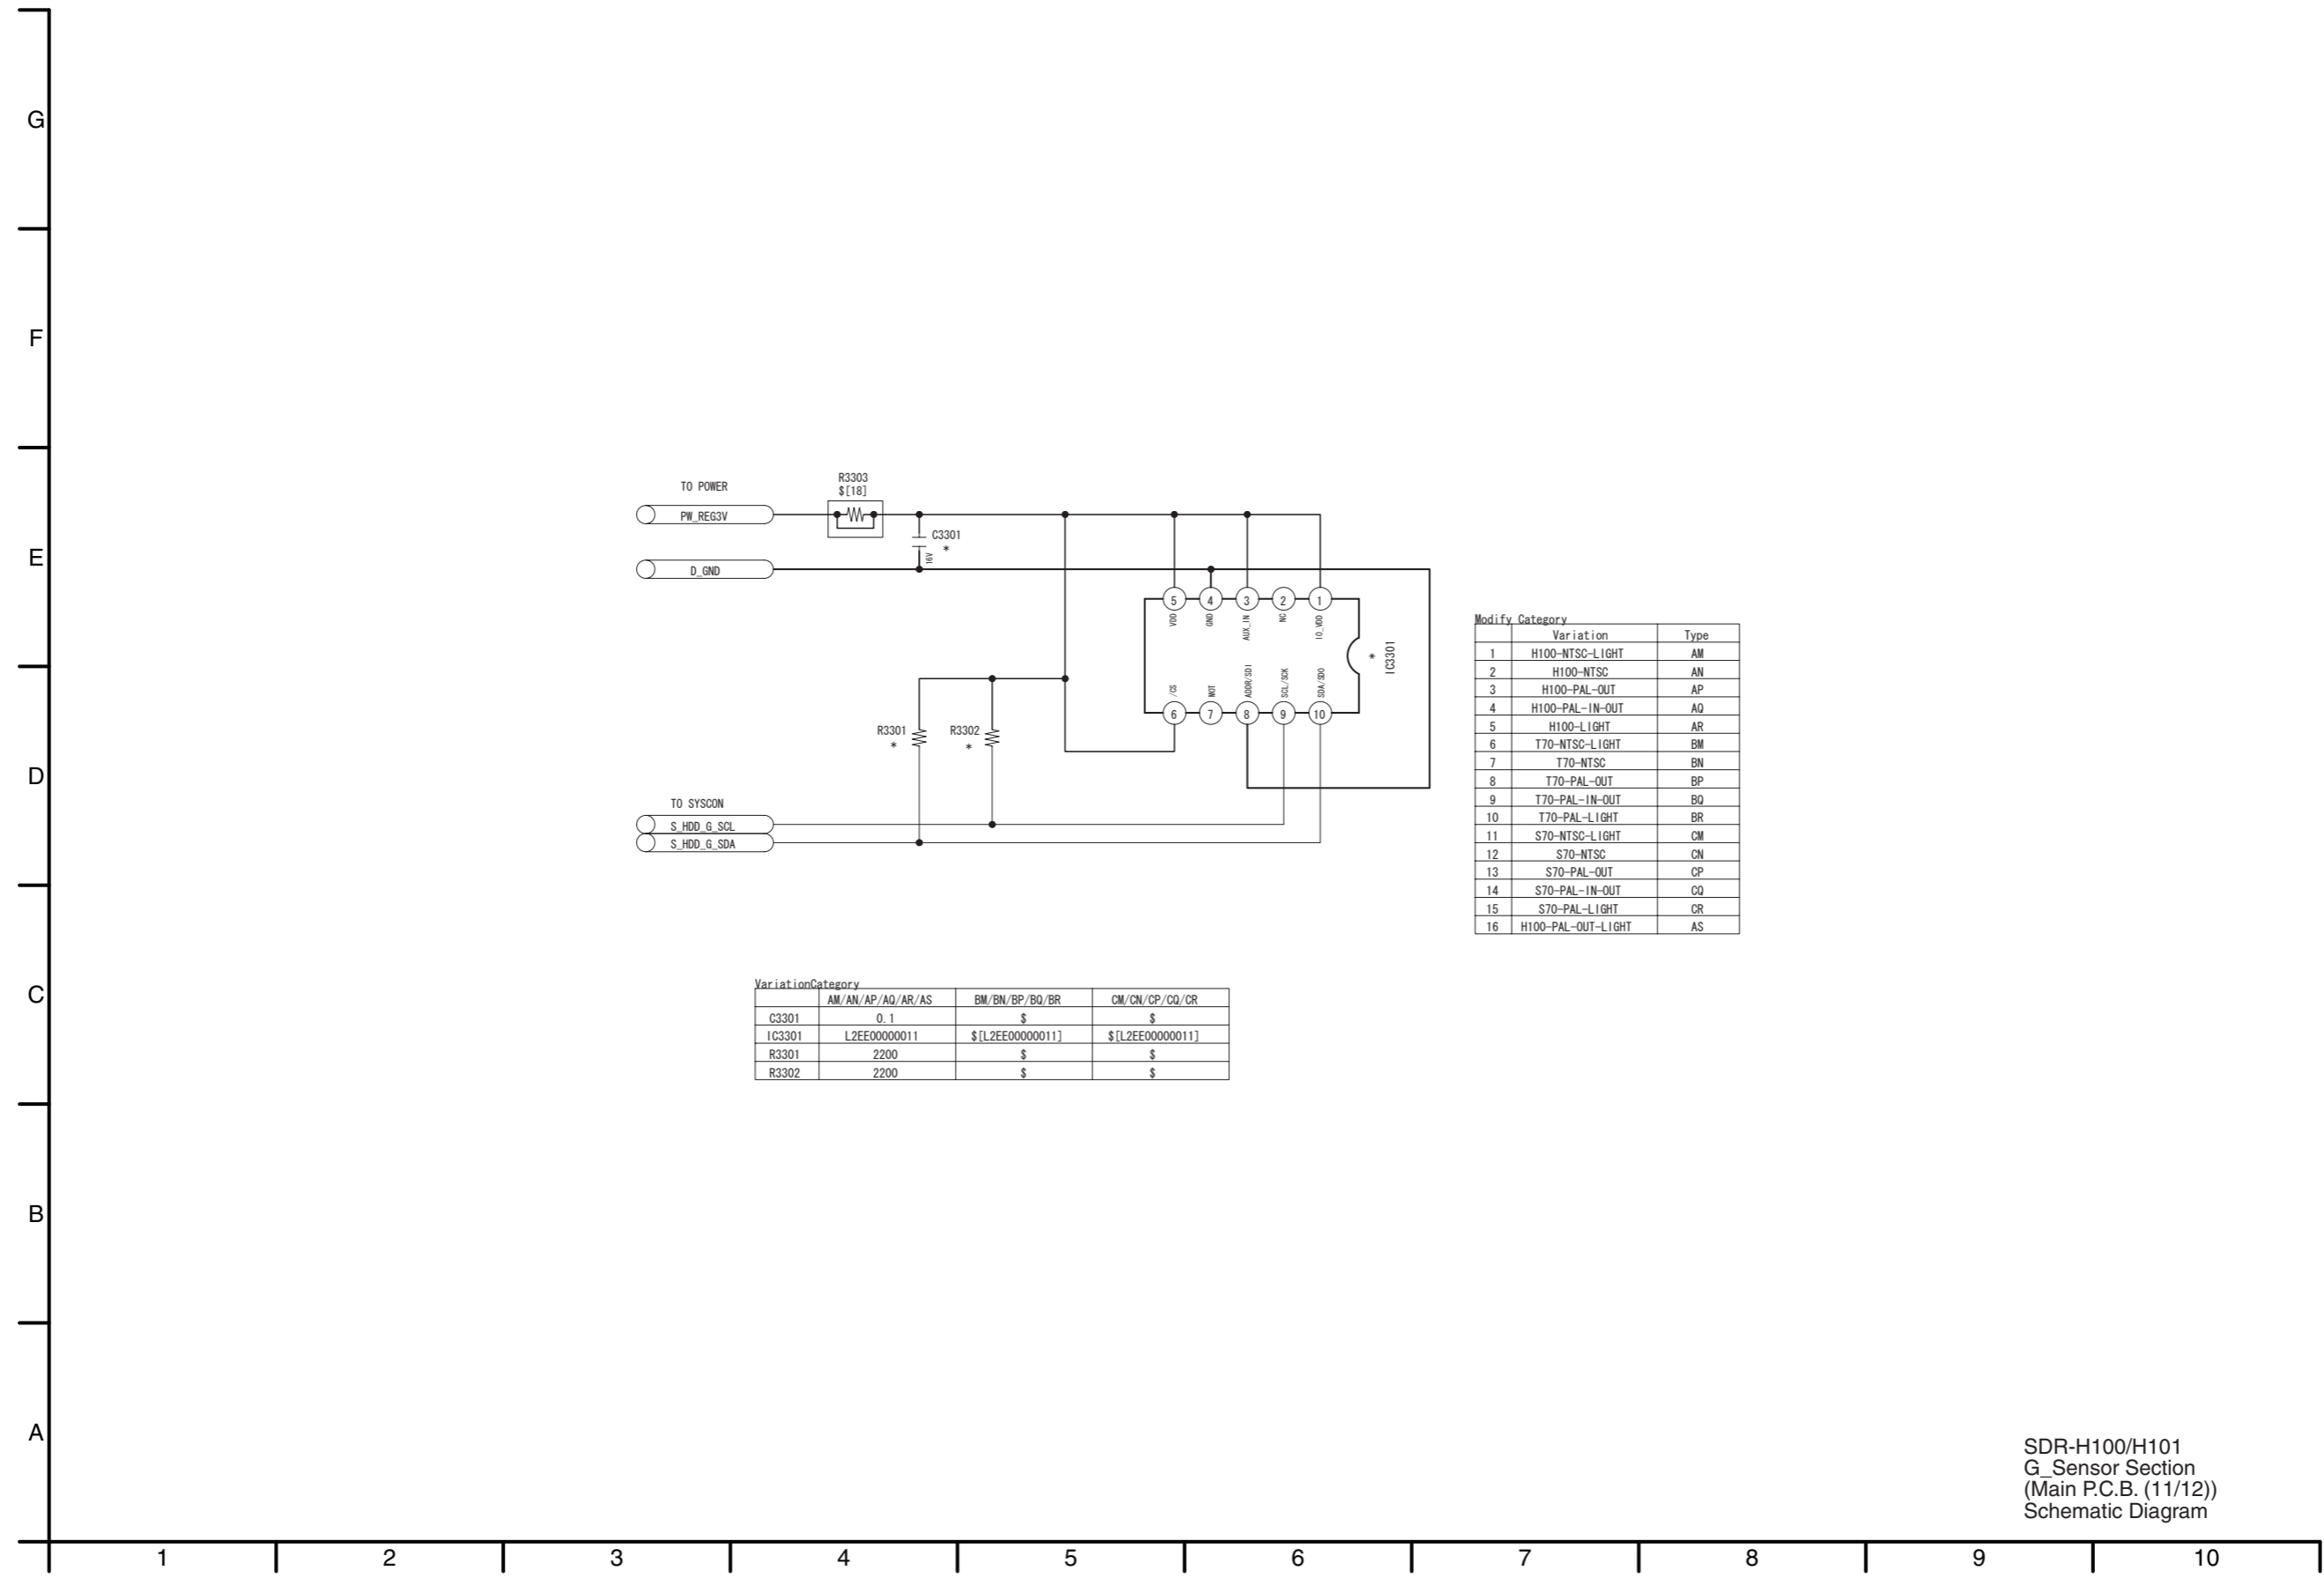 G
F
E
D
C
B
A
TO POWER
PW_REG3V
D_GND
R3303
$[18]
C3301
*
16V
5 4 3 2 1
VDD GND AUX_IN NC IO_VDD
* IC3301
/CS MOT ADDR/SDI SCL/SCK SDA/SDO
6 7 8 9 10
R3301
*
R3302
*
TO SYSCON
S_HDD_G_SCL
S_HDD_G_SDA
Modify Category
Variation Type
1 H100-NTSC-LIGHT AM
2 H100-NTSC AN
3 H100-PAL-OUT AP
4 H100-PAL-IN-OUT AQ
5 H100-LIGHT AR
6 T70-NTSC-LIGHT BM
7 T70-NTSC BN
8 T70-PAL-OUT BP
9 T70-PAL-IN-OUT BQ
10 T70-PAL-LIGHT BR
11 S70-NTSC-LIGHT CM
12 S70-NTSC CN
13 S70-PAL-OUT CP
14 S70-PAL-IN-OUT CQ
15 S70-PAL-LIGHT CR
16 H100-PAL-OUT-LIGHT AS
VariationCategory
AM/AN/AP/AQ/AR/AS BM/BN/BP/BQ/BR CM/CN/CP/CQ/CR
C3301 0.1 $ $
IC3301 L2EE00000011 $[L2EE00000011] $[L2EE00000011]
R3301 2200 $ $
R3302 2200 $ $
SDR-H100/H101
G_Sensor Section
(Main P.C.B. (11/12))
Schematic Diagram
1 2 3 4 5 6 7 8 9 10